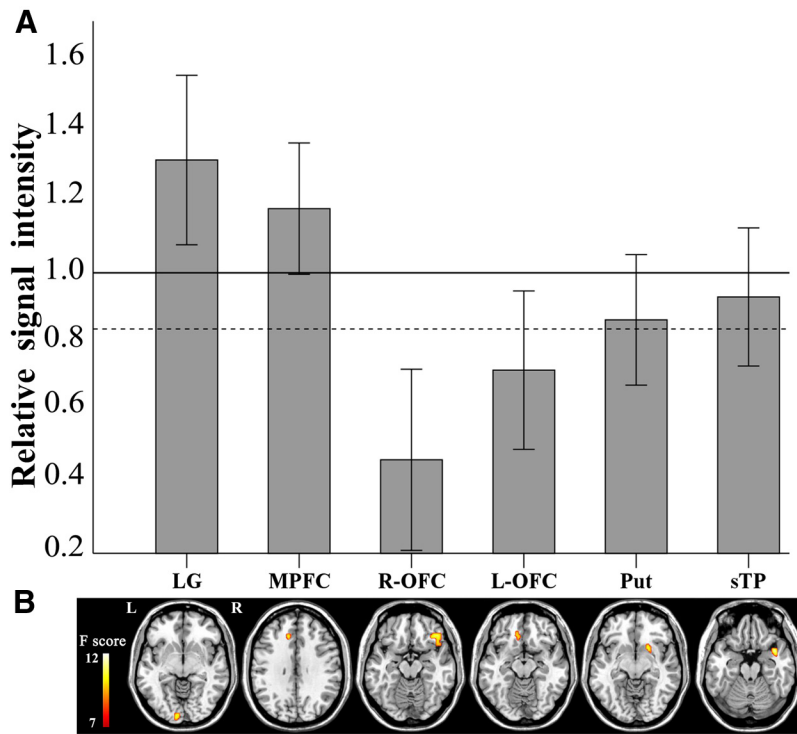 A
Relative signal intensity
1.6
1.4
1.2
1.0
0.8
0.6
0.4
0.2
LG MPFC R-OFC L-OFC Put sTP
B
L R
F score
12
7